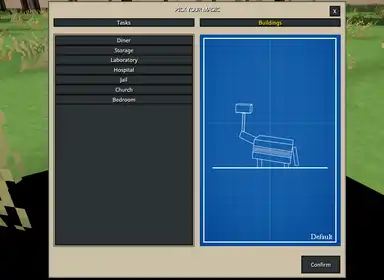 PICK YOUR MAGIC
X
Tasks
Buildings
Diner
Storage
Laboratory
Hospital
Jail
Church
Bedroom
Default
Confirm